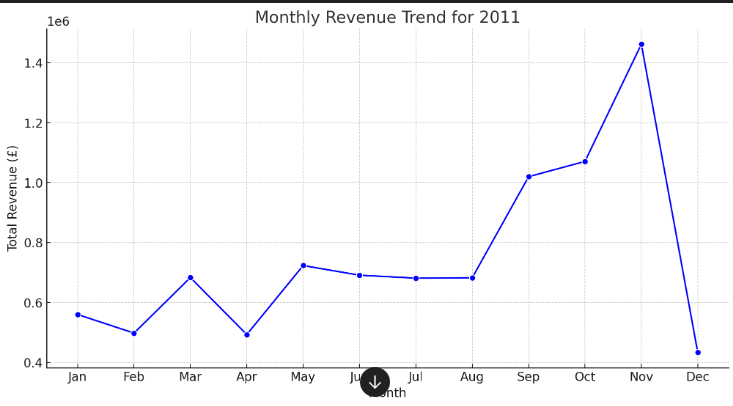 Monthly Revenue Trend for 2011
1e6
1.4
1.2
1.0
0.8
0.6
0.4
Total Revenue (£)
Jan Feb Mar Apr May Jul Aug Sep Oct Nov Dec